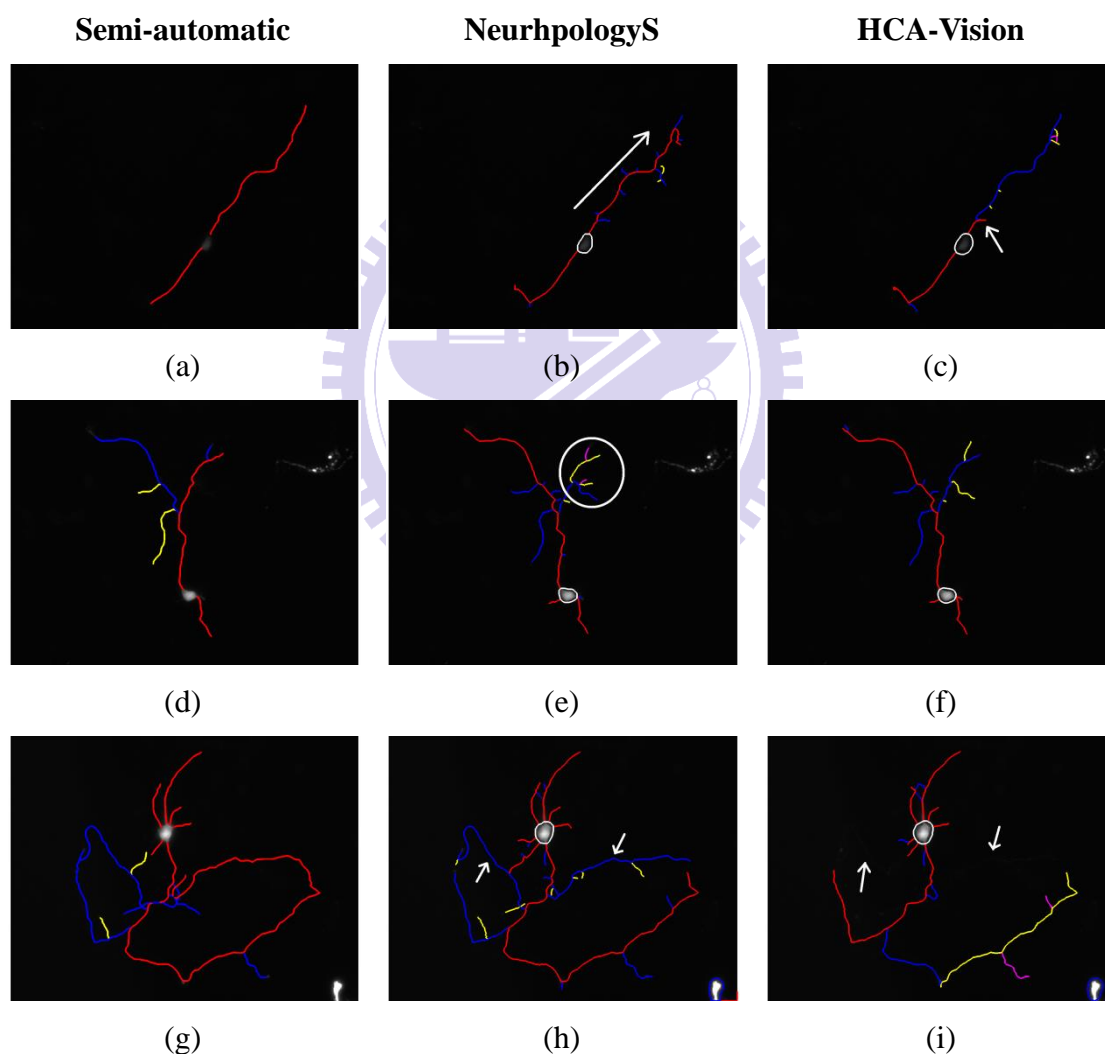 Semi-automatic NeurhpologyS HCA-Vision
(a) (b) (c)
(d) (e) (f)
(g) (h) (i)